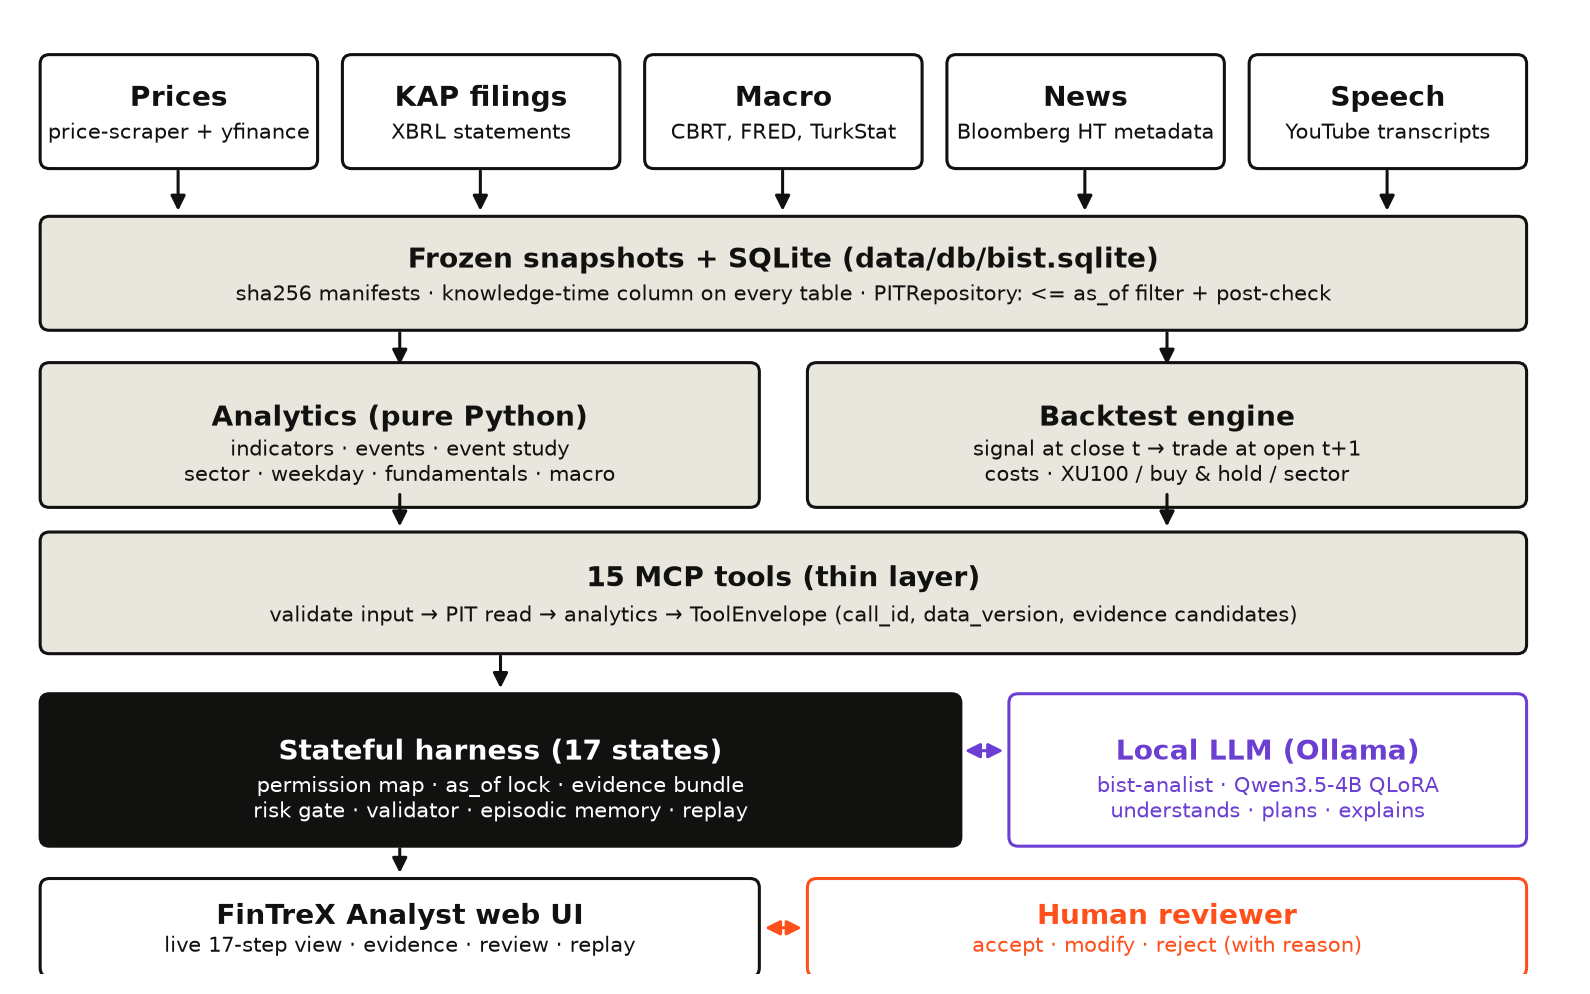 Prices
price-scraper + yfinance
KAP filings
XBRL statements
Macro
CBRT, FRED, TurkStat
News
Bloomberg HT metadata
Speech
YouTube transcripts
Frozen snapshots + SQLite (data/db/bist.sqlite)
sha256 manifests · knowledge-time column on every table · PITRepository: <= as_of filter + post-check
Analytics (pure Python)
indicators · events · event study
sector · weekday · fundamentals · macro
Backtest engine
signal at close t → trade at open t+1
costs · XU100 / buy & hold / sector
15 MCP tools (thin layer)
validate input → PIT read → analytics → ToolEnvelope (call_id, data_version, evidence candidates)
Stateful harness (17 states)
permission map · as_of lock · evidence bundle
risk gate · validator · episodic memory · replay
Local LLM (Ollama)
bist-analist · Qwen3.5-4B QLoRA
understands · plans · explains
FinTreX Analyst web UI
live 17-step view · evidence · review · replay
Human reviewer
accept · modify · reject (with reason)